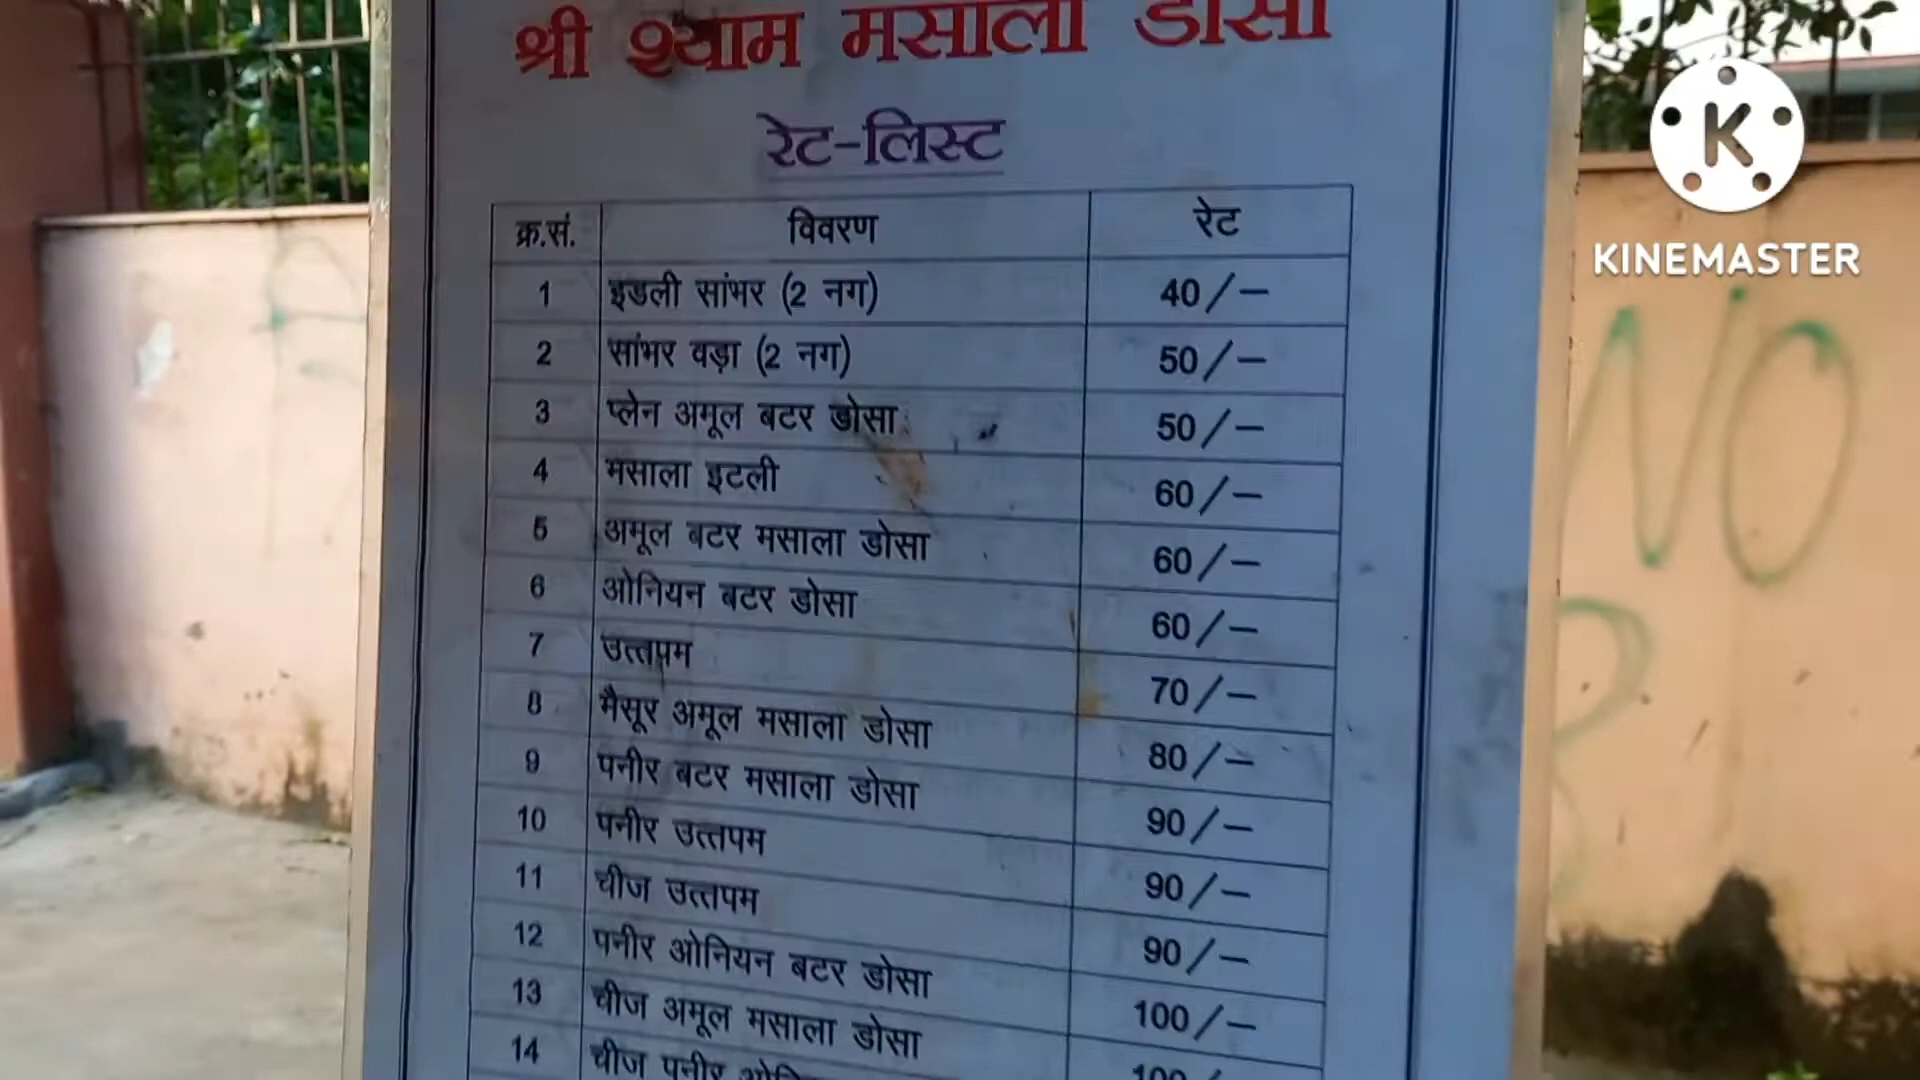 श्री श्याम मसाला डोसा
रेट-लिस्ट
क्र.सं. विवरण रेट
1 इडली सांभर (2 नग) 40/-
2 सांभर वड़ा (2 नग) 50/-
3 प्लेन अमूल बटर डोसा 50/-
4 मसाला इटली 60/-
5 अमूल बटर मसाला डोसा 60/-
6 ओनियन बटर डोसा 60/-
7 उत्तपम 70/-
8 मैसूर अमूल मसाला डोसा 80/-
9 पनीर बटर मसाला डोसा 90/-
10 पनीर उत्तपम 90/-
11 चीज उत्तपम 90/-
12 पनीर ओनियन बटर डोसा 100/-
13 चीज अमूल मसाला डोसा 100/
14 चीज पनीर
K
KINEMASTER
NO